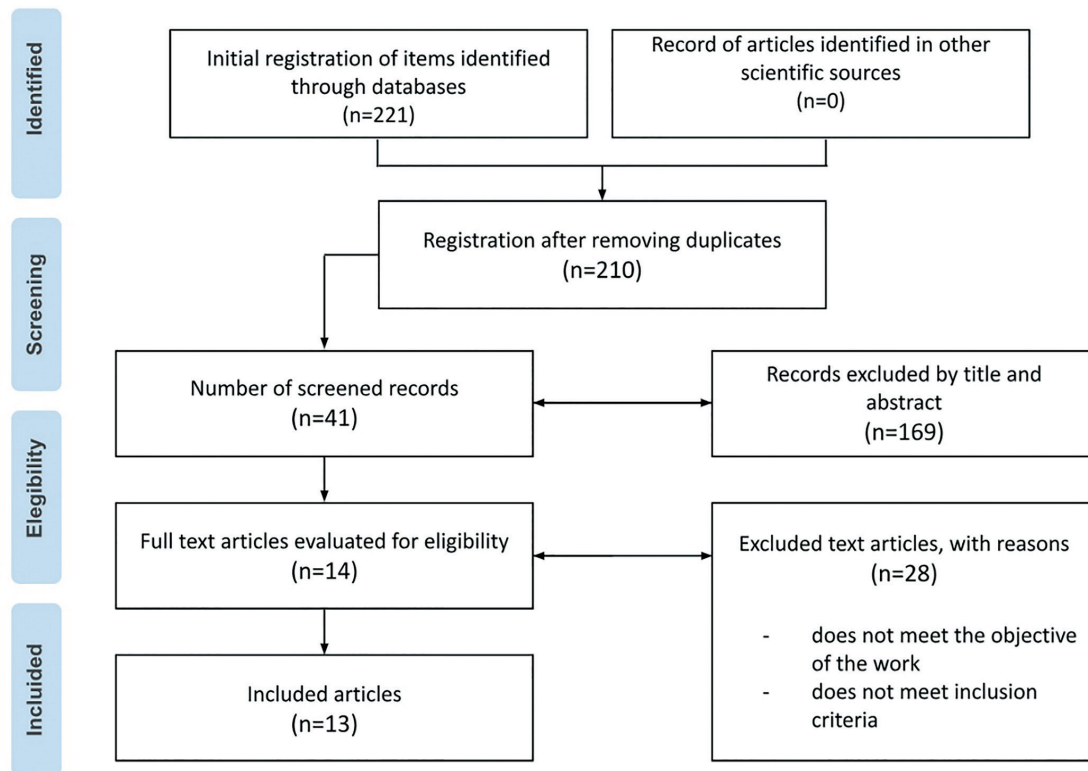 Identified
Initial registration of items identified
through databases
(n=221)
Record of articles identified in other
scientific sources
(n=0)
Screening
Registration after removing duplicates
(n=210)
Number of screened records
(n=41)
Records excluded by title and
abstract
(n=169)
Elegibility
Full text articles evaluated for eligibility
(n=14)
Excluded text articles, with reasons
(n=28)
- does not meet the objective
of the work
- does not meet inclusion
criteria
Incluided
Included articles
(n=13)